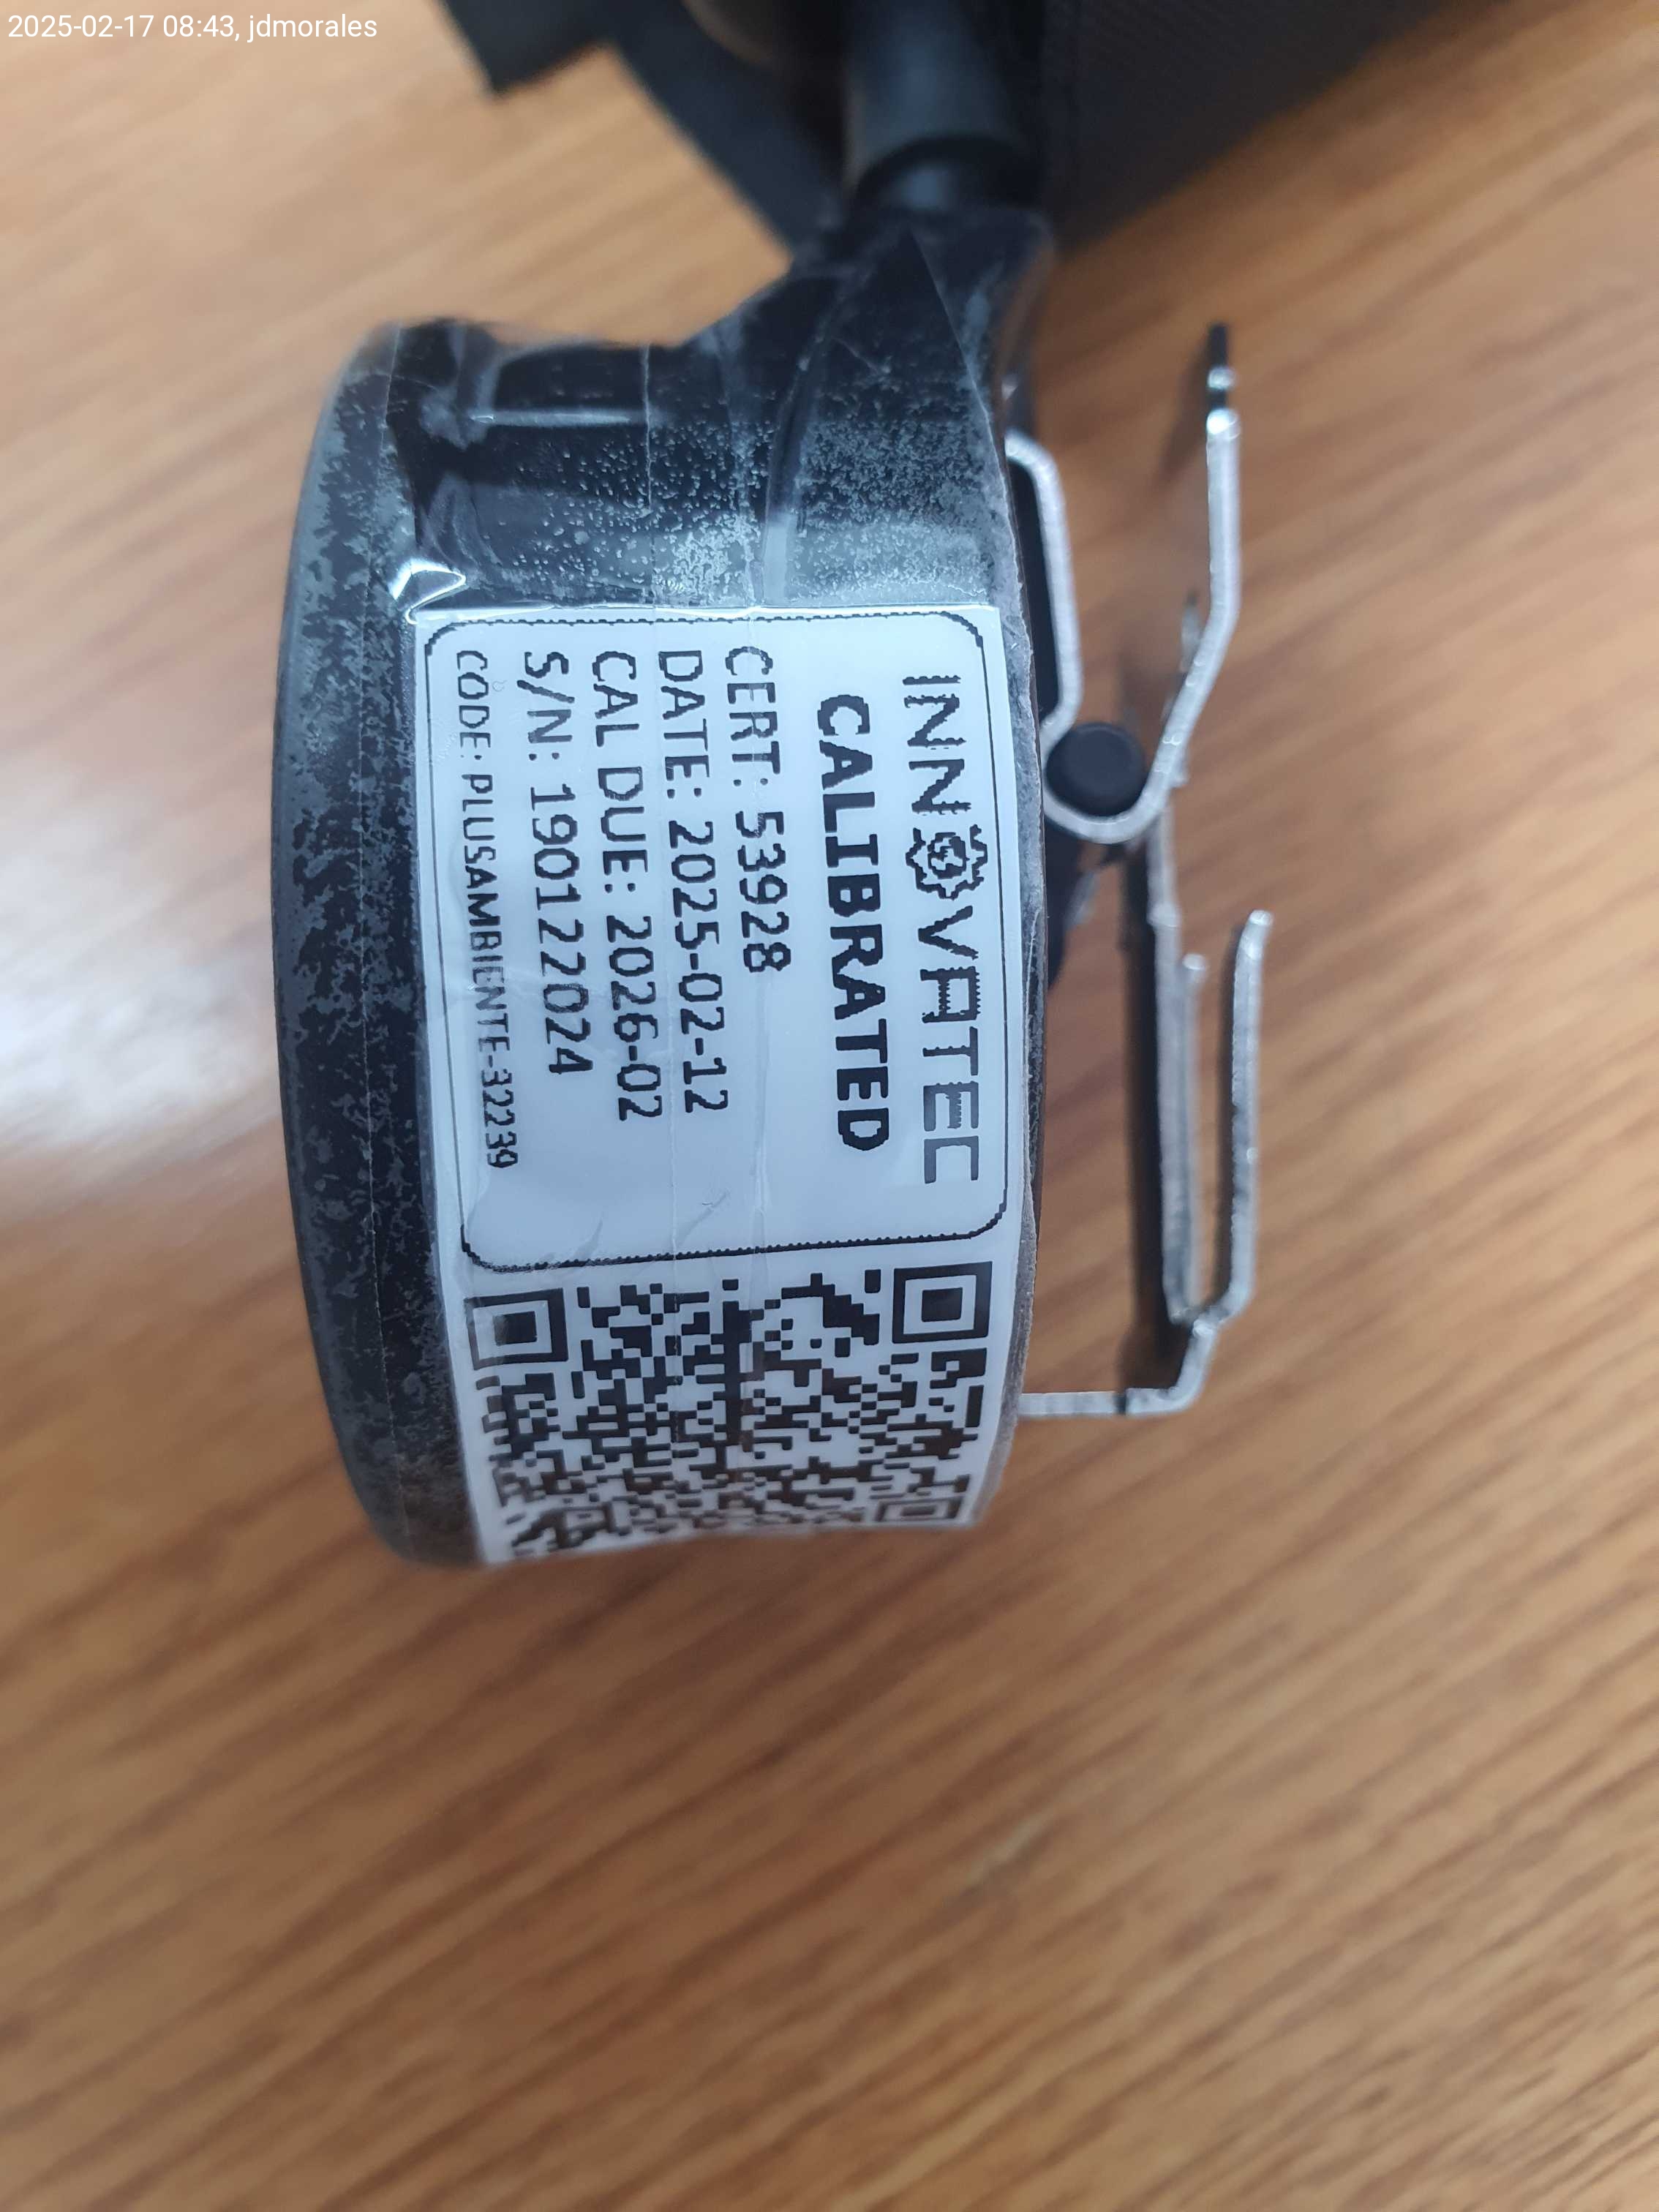 2025-02-17 08:43, jdmorales
INNOVATEC
CALIBRATED
CERT: 53928
DATE: 2025-02-12
CAL DUE: 2026-02
S/N: 190122024
CODE: PLUSAMBIENTE-32239